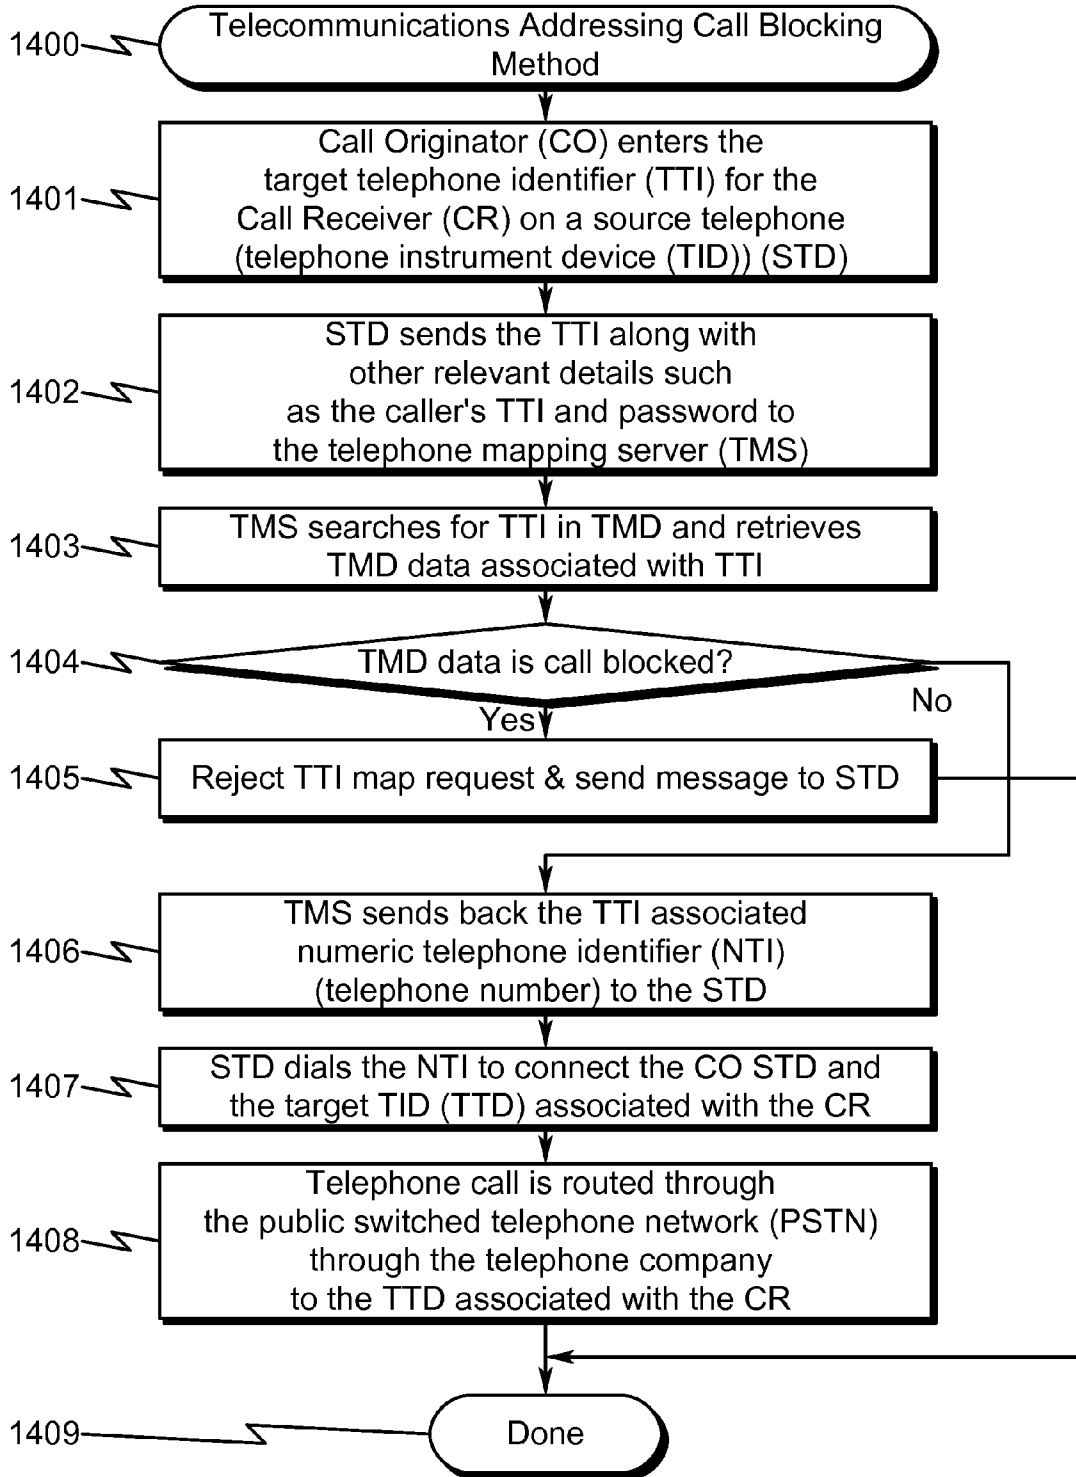 1400
Telecommunications Addressing Call Blocking
Method
1401
Call Originator (CO) enters the
target telephone identifier (TTI) for the
Call Receiver (CR) on a source telephone
(telephone instrument device (TID)) (STD)
1402
STD sends the TTI along with
other relevant details such
as the caller's TTI and password to
the telephone mapping server (TMS)
1403
TMS searches for TTI in TMD and retrieves
TMD data associated with TTI
1404
TMD data is call blocked?
No
Yes
1405
Reject TTI map request & send message to STD
1406
TMS sends back the TTI associated
numeric telephone identifier (NTI)
(telephone number) to the STD
1407
STD dials the NTI to connect the CO STD and
the target TID (TTD) associated with the CR
1408
Telephone call is routed through
the public switched telephone network (PSTN)
through the telephone company
to the TTD associated with the CR
1409
Done